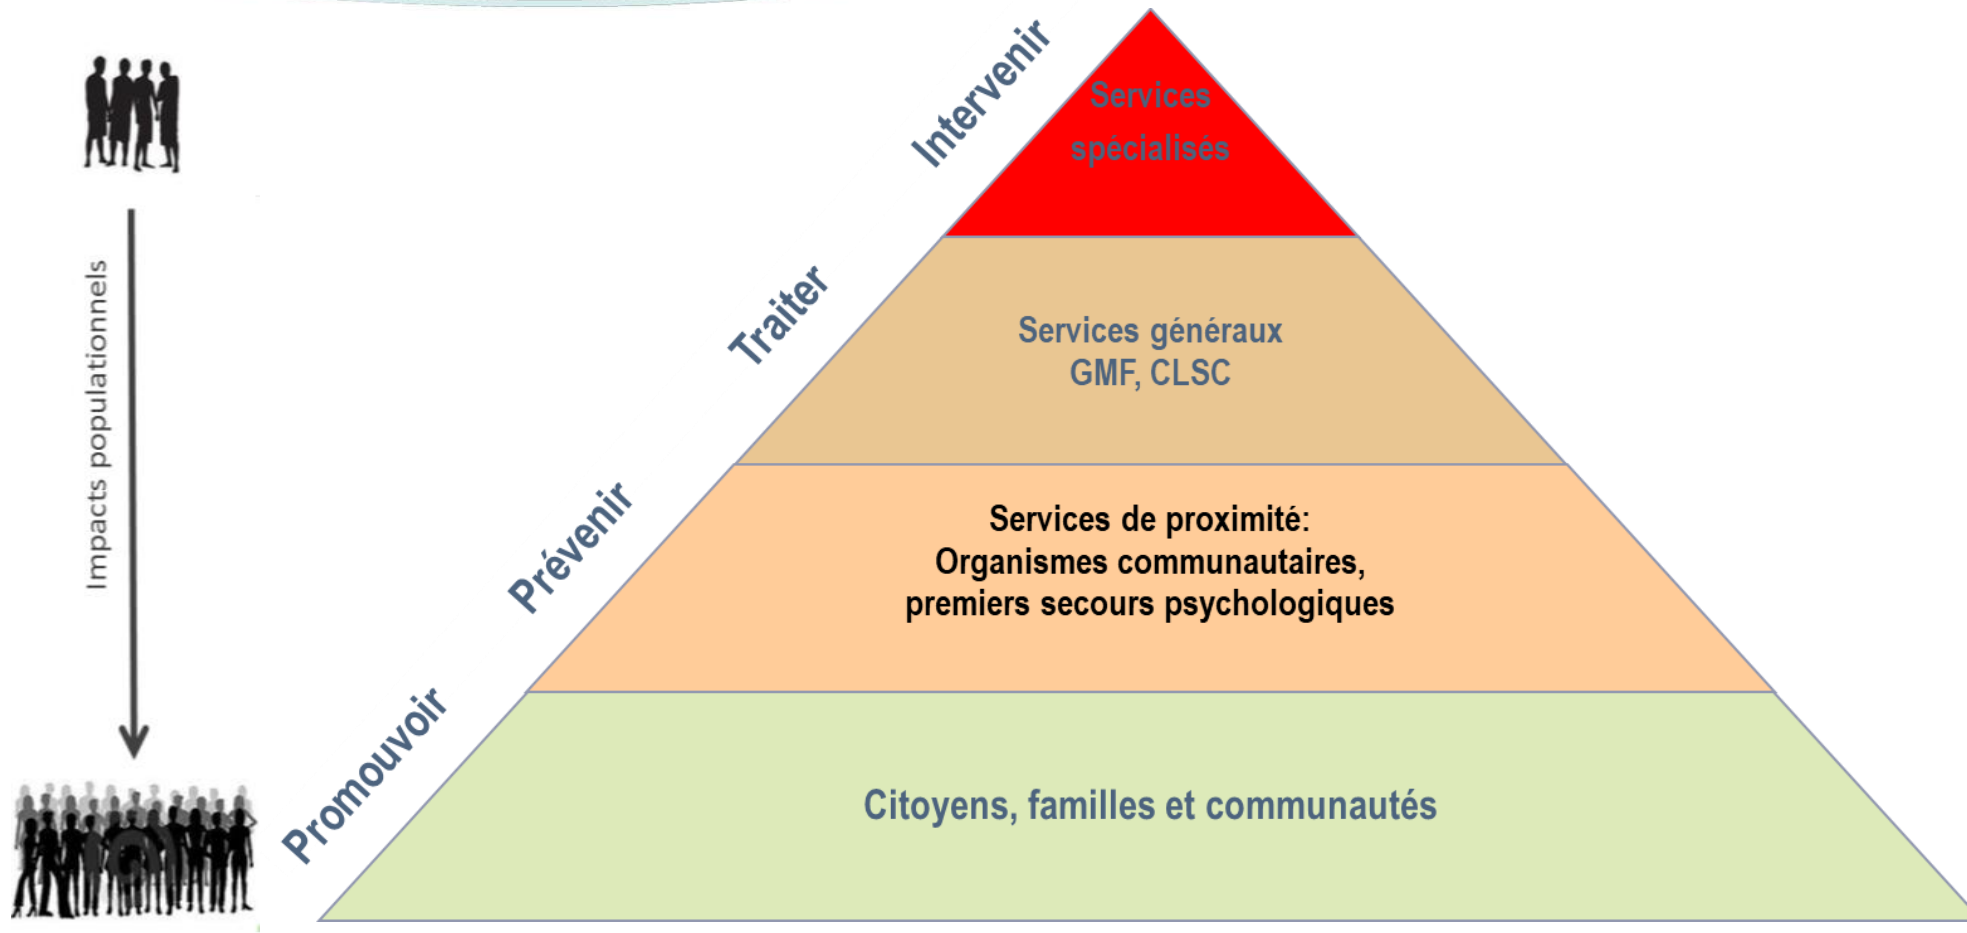 Intervenir
Services
spécialisés
Impacts populationnels
Traiter
Services généraux
GMF, CLSC
Prévenir
Services de proximité:
Organismes communautaires,
premiers secours psychologiques
Promouvoir
Citoyens, familles et communautés